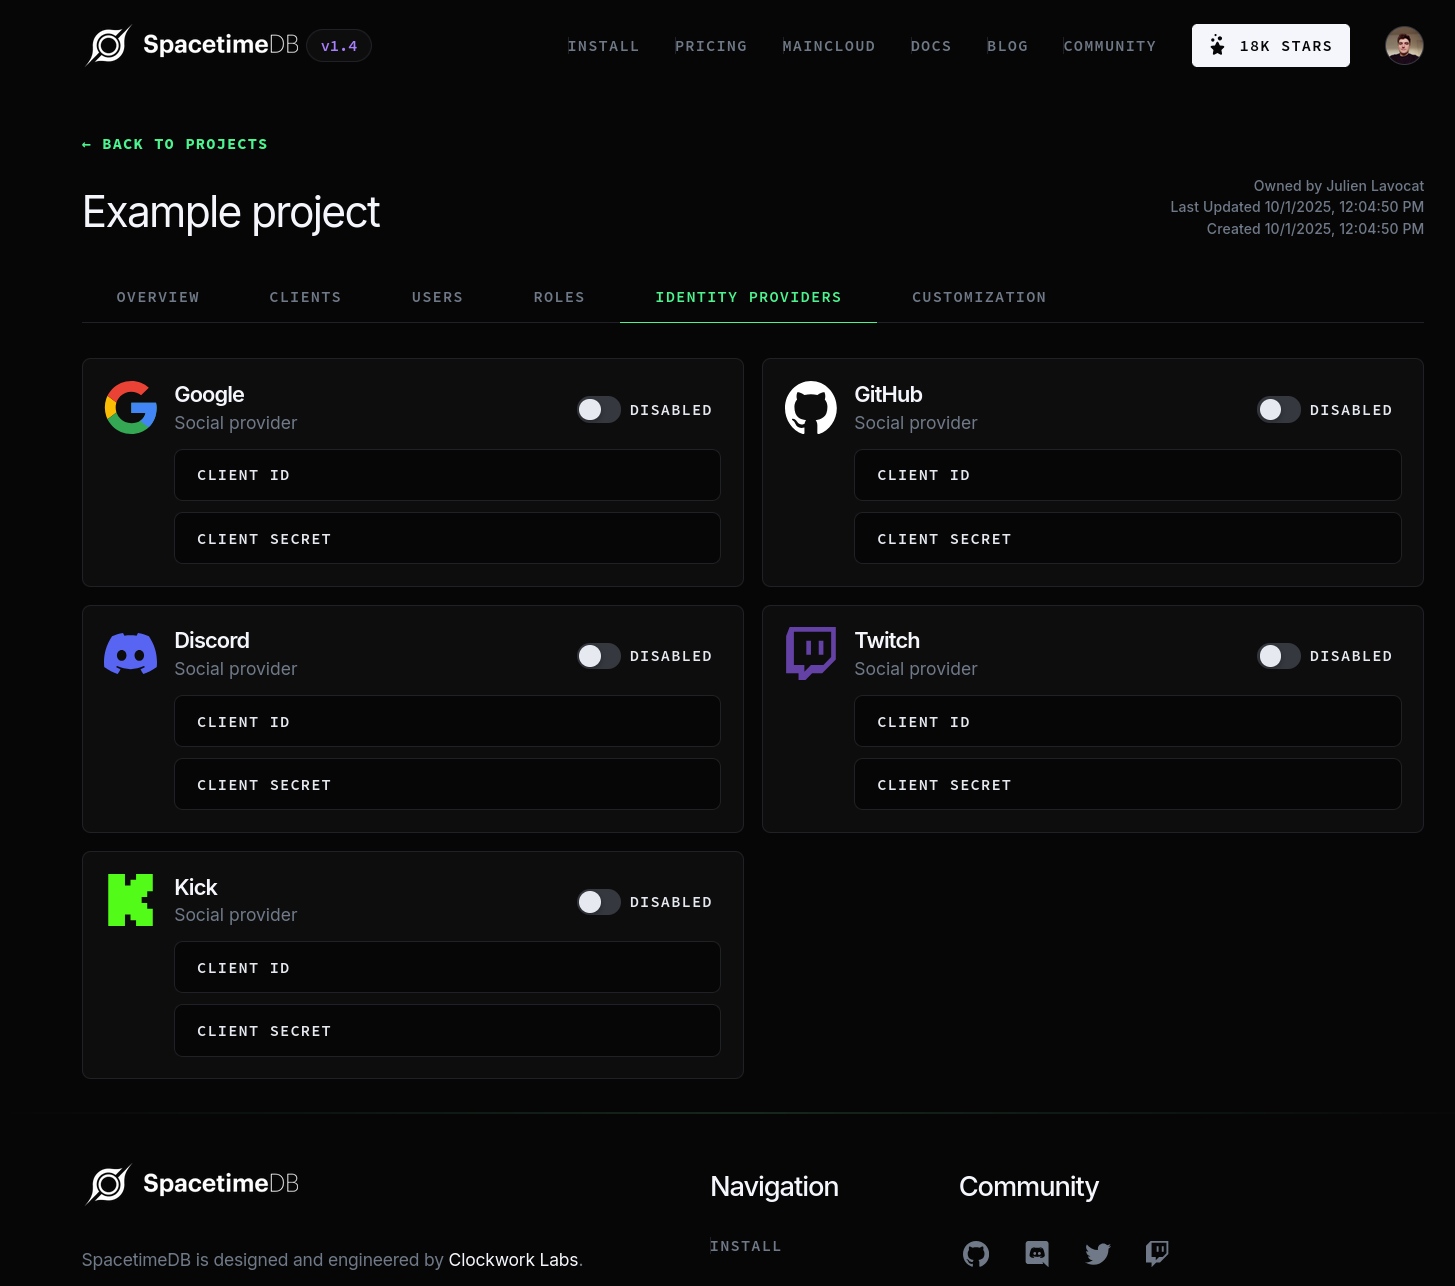 SpacetimeDB v1.4 INSTALL PRICING MAINCLOUD DOCS BLOG COMMUNITY 18K STARS
← BACK TO PROJECTS
Example project
Owned by Julien Lavocat
Last Updated 10/1/2025, 12:04:50 PM
Created 10/1/2025, 12:04:50 PM
OVERVIEW CLIENTS USERS ROLES IDENTITY PROVIDERS CUSTOMIZATION
Google
Social provider
DISABLED
CLIENT ID
CLIENT SECRET
GitHub
Social provider
DISABLED
CLIENT ID
CLIENT SECRET
Discord
Social provider
DISABLED
CLIENT ID
CLIENT SECRET
Twitch
Social provider
DISABLED
CLIENT ID
CLIENT SECRET
Kick
Social provider
DISABLED
CLIENT ID
CLIENT SECRET
SpacetimeDB
SpacetimeDB is designed and engineered by Clockwork Labs.
Navigation
INSTALL
Community